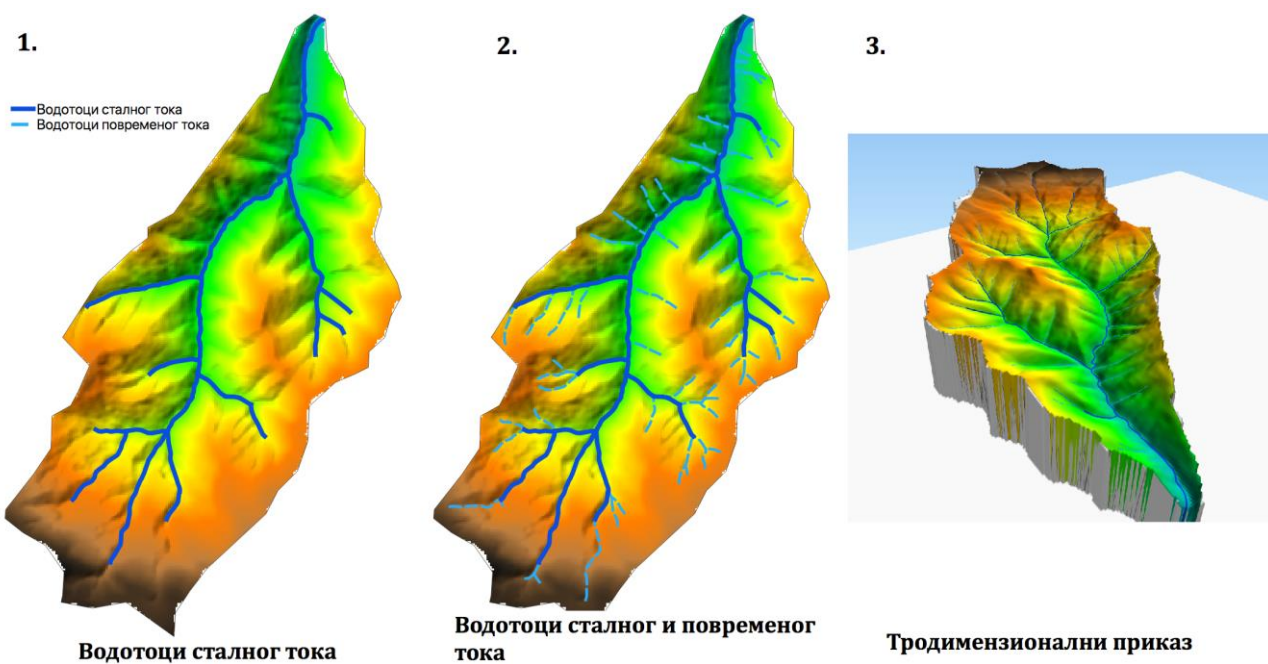 1.
2.
3.
Водотоци сталног тока
Водотоци повременог тока
Водотоци сталног тока
Водотоци сталног и повременог
тока
Тродимензионални приказ